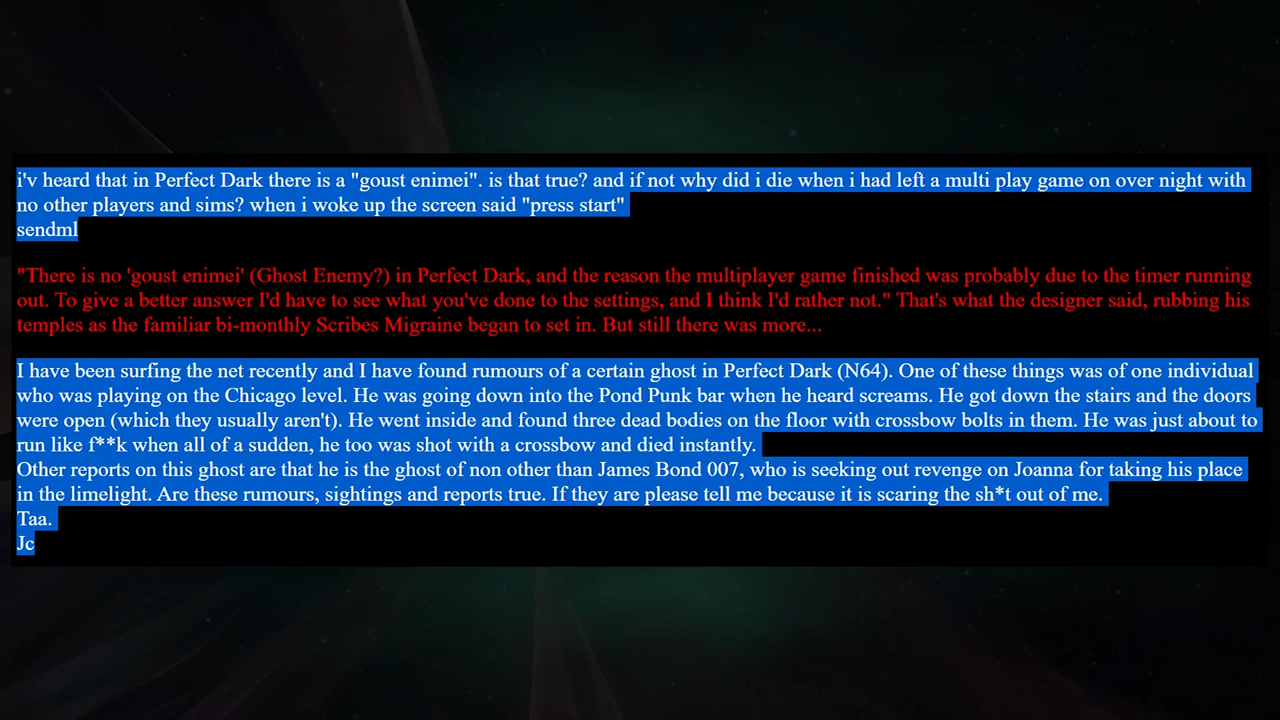 i'v heard that in Perfect Dark there is a "goust enimei". is that true? and if not why did i die when i had left a multi play game on over night with
no other players and sims? when i woke up the screen said "press start"
sendml
"There is no 'goust enimei' (Ghost Enemy?) in Perfect Dark, and the reason the multiplayer game finished was probably due to the timer running
out. To give a better answer I'd have to see what you've done to the settings, and I think I'd rather not." That's what the designer said, rubbing his
temples as the familiar bi-monthly Scribes Migraine began to set in. But still there was more...
I have been surfing the net recently and I have found rumours of a certain ghost in Perfect Dark (N64). One of these things was of one individual
who was playing on the Chicago level. He was going down into the Pond Punk bar when he heard screams. He got down the stairs and the doors
were open (which they usually aren't). He went inside and found three dead bodies on the floor with crossbow bolts in them. He was just about to
run like f**k when all of a sudden, he too was shot with a crossbow and died instantly.
Other reports on this ghost are that he is the ghost of non other than James Bond 007, who is seeking out revenge on Joanna for taking his place
in the limelight. Are these rumours, sightings and reports true. If they are please tell me because it is scaring the sh*t out of me.
Taa.
Jc